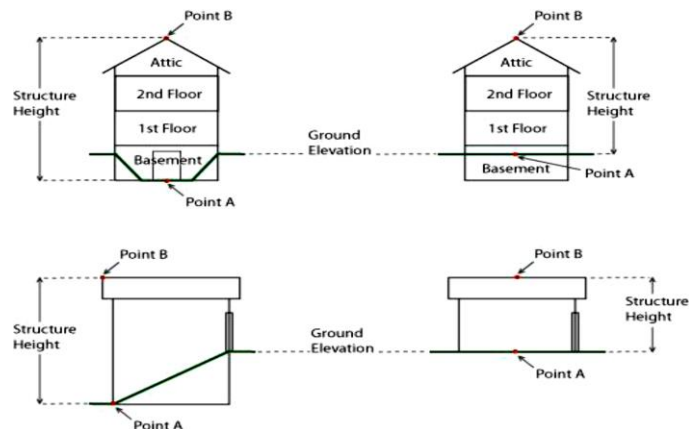 Point B
Attic
2nd Floor
1st Floor
Basement
Structure
Height
Point A
Ground
Elevation
Point B
Attic
2nd Floor
1st Floor
Basement
Structure
Height
Point A
Point B
Structure
Height
Point A
Ground
Elevation
Point B
Structure
Height
Point A